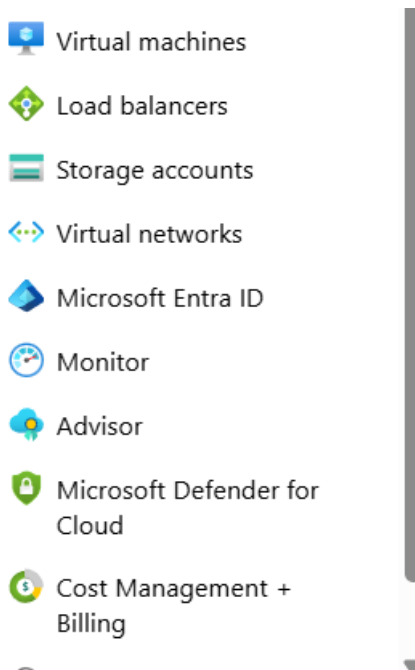 Virtual machines
Load balancers
Storage accounts
Virtual networks
Microsoft Entra ID
Monitor
Advisor
Microsoft Defender for
Cloud
Cost Management +
Billing